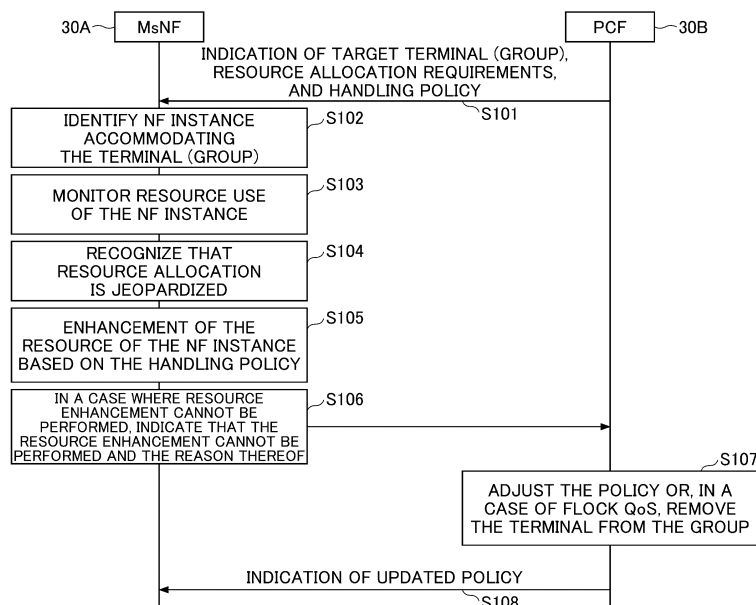 30A
MsNF
PCF
30B
INDICATION OF TARGET TERMINAL (GROUP),
RESOURCE ALLOCATION REQUIREMENTS,
AND HANDLING POLICY
S101
IDENTIFY NF INSTANCE
ACCOMMODATING
THE TERMINAL (GROUP)
S102
MONITOR RESOURCE USE
OF THE NF INSTANCE
S103
RECOGNIZE THAT
RESOURCE ALLOCATION
IS JEOPARDIZED
S104
ENHANCEMENT OF THE
RESOURCE OF THE NF INSTANCE
BASED ON THE HANDLING POLICY
S105
IN A CASE WHERE RESOURCE
ENHANCEMENT CANNOT BE
PERFORMED, INDICATE THAT THE
RESOURCE ENHANCEMENT CANNOT BE
PERFORMED AND THE REASON THEREOF
S106
S107
ADJUST THE POLICY OR, IN A
CASE OF FLOCK QoS, REMOVE
THE TERMINAL FROM THE GROUP
INDICATION OF UPDATED POLICY
S108